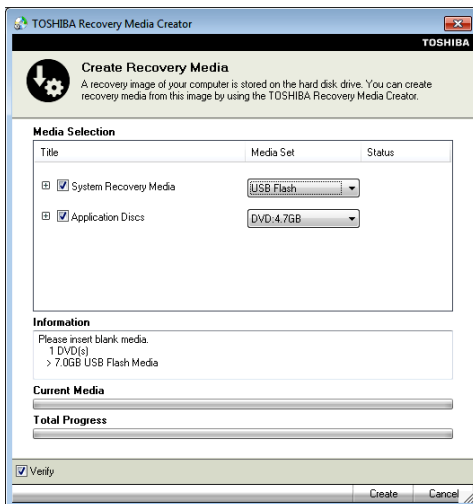 TOSHIBA Recovery Media Creator
TOSHIBA
Create Recovery Media
A recovery image of your computer is stored on the hard disk drive. You can create
recovery media from this image by using the TOSHIBA Recovery Media Creator.
Media Selection
Title Media Set Status
System Recovery Media USB Flash
Application Discs DVD:4.7GB
Information
Please insert blank media.
1 DVD(s)
> 7.0GB USB Flash Media
Current Media
Total Progress
Verify
Create Cancel